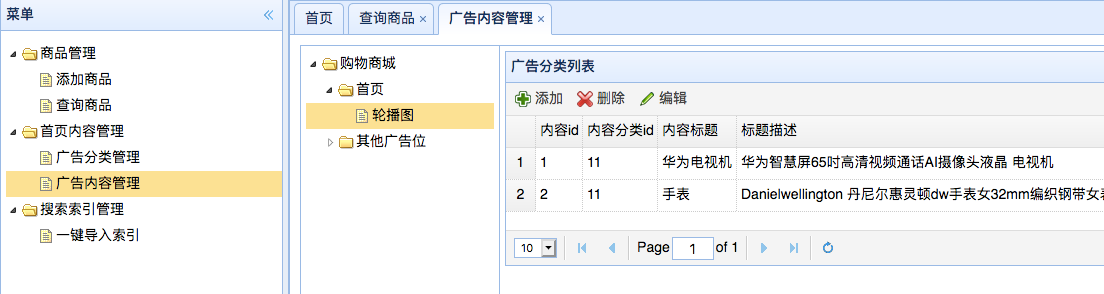 菜单
商品管理
添加商品
查询商品
首页内容管理
广告分类管理
广告内容管理
搜索索引管理
一键导入索引
首页 查询商品 × 广告内容管理 ×
购物商城
首页
轮播图
其他广告位
广告分类列表
添加 删除 编辑
内容id 内容分类id 内容标题 标题描述
1 1 11 华为电视机 华为智慧屏65吋高清视频通话AI摄像头液晶 电视机
2 2 11 手表 Danielwellington 丹尼尔惠灵顿dw手表女32mm编织钢带女
10 Page 1 of 1